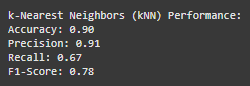 k-Nearest Neighbors (kNN) Performance:
Accuracy: 0.90
Precision: 0.91
Recall: 0.67
F1-Score: 0.78